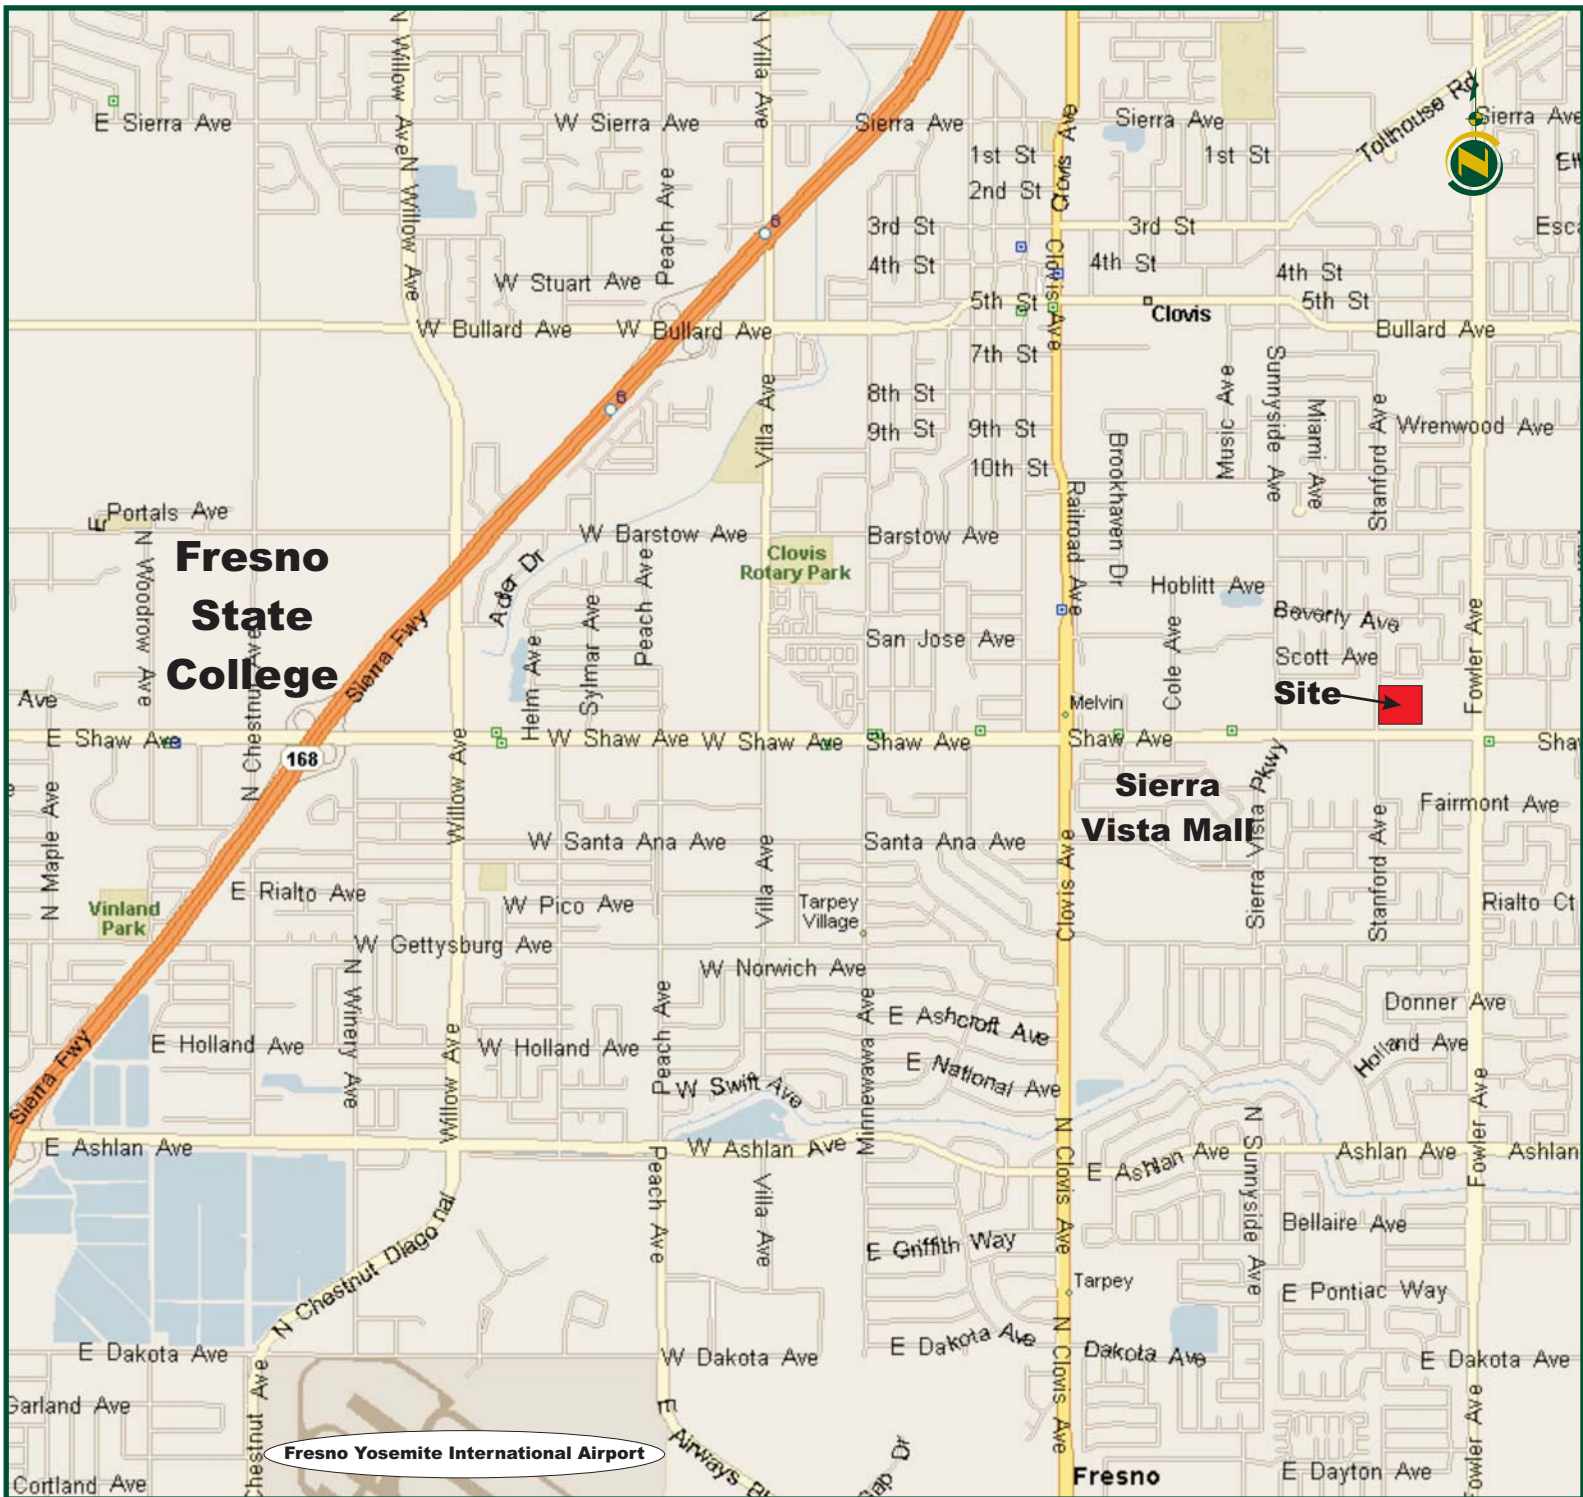 N Willow Ave
N Willow Ave
N Villa Ave
E Sierra Ave
W Sierra Ave
Sierra Ave
Clovis Ave
Sierra Ave
Tollhouse Rd
Sierra Ave
N
1st St
1st St
2nd St
Peach Ave
3rd St
3rd St
6
Clovis Ave
4th St
4th St
4th St
W Stuart Ave
5th St
Clovis
5th St
W Bullard Ave
W Bullard Ave
Bullard Ave
7th St
Villa Ave
8th St
Music Ave
Sunnyside Ave
Miami Ave
Stanford Ave
6
9th St
9th St
Wrenwood Ave
10th St
Brookhaven Dr
Railroad Ave
E Portals Ave
N Woodrow Ave
W Barstow Ave
Barstow Ave
Fresno
State
College
Clovis
Rotary Park
Adler Dr
Peach Ave
Hoblitt Ave
Sylmar Ave
Beverly Ave
Fowler Ave
Sierra Fwy
San Jose Ave
Cole Ave
Scott Ave
N Chestnut Ave
Helm Ave
Site
Ave
Melvin
E Shaw Ave
W Shaw Ave
W Shaw Ave
Shaw Ave
Shaw Ave
Sha
168
Willow Ave
Sierra
Vista Mall
Sierra Vista Pkwy
N Maple Ave
Fairmont Ave
W Santa Ana Ave
Santa Ana Ave
Villa Ave
Clovis Ave
Stanford Ave
E Rialto Ave
Vinland
Park
W Pico Ave
Tarpey
Village
Rialto Ct
W Gettysburg Ave
W Norwich Ave
N Winery Ave
Peach Ave
Minnewawa Ave
E Ashcroft Ave
Donner Ave
Sierra Fwy
E Holland Ave
Willow Ave
W Holland Ave
E National Ave
Holland Ave
W Swift Ave
Fowler Ave
E Ashlan Ave
W Ashlan Ave
N Clovis Ave
E Ashlan Ave
N Sunnyside Ave
Ashlan Ave
Ashlan
Peach Ave
Villa Ave
N Chestnut Diagonal
E Griffith Way
Bellaire Ave
Tarpey
E Pontiac Way
E Dakota Ave
W Dakota Ave
E Dakota Ave
N Clovis Ave
Dakota Ave
E Dakota Ave
Chestnut Ave
Garland Ave
Fresno Yosemite International Airport
E Airways Bl
Gap Dr
Fowler Ave
Fresno
E Dayton Ave
Cortland Ave